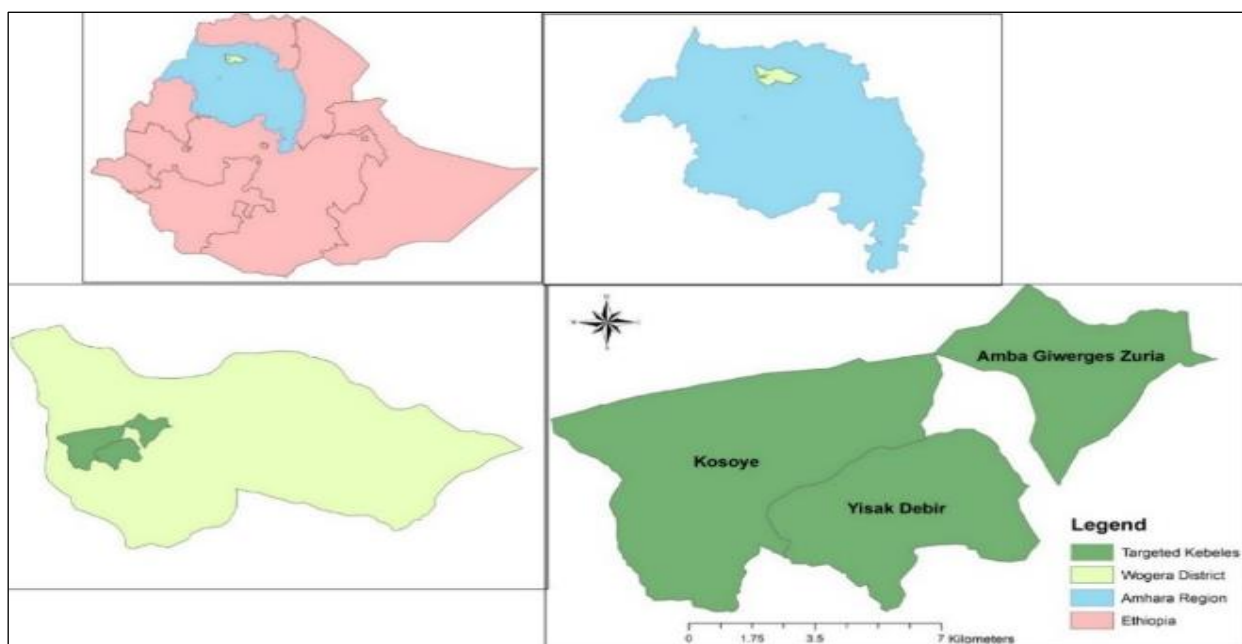 Amba Giwerges Zuria
Kosoye
Yisak Debir
Legend
Targeted Kebeles
Wogera District
Amhara Region
Ethiopia
0 1.75 3.5 7 Kilometers